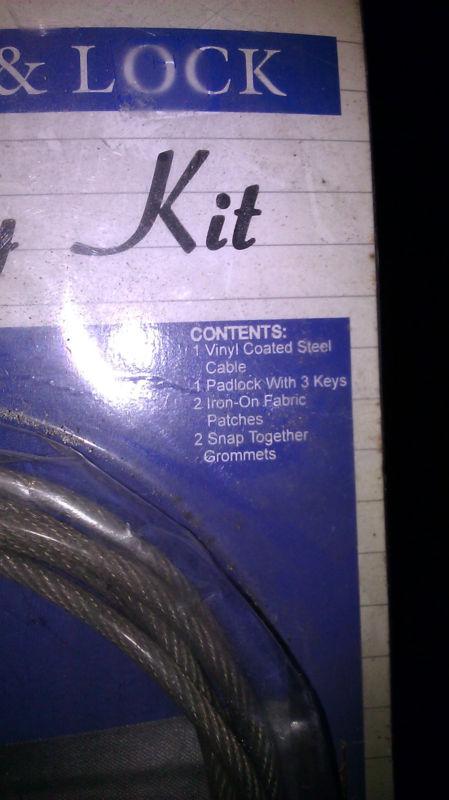 & LOCK
Kit
CONTENTS:
1 Vinyl Coated Steel
Cable
1 Padlock With 3 Keys
2 Iron-On Fabric
Patches
2 Snap Together
Grommets